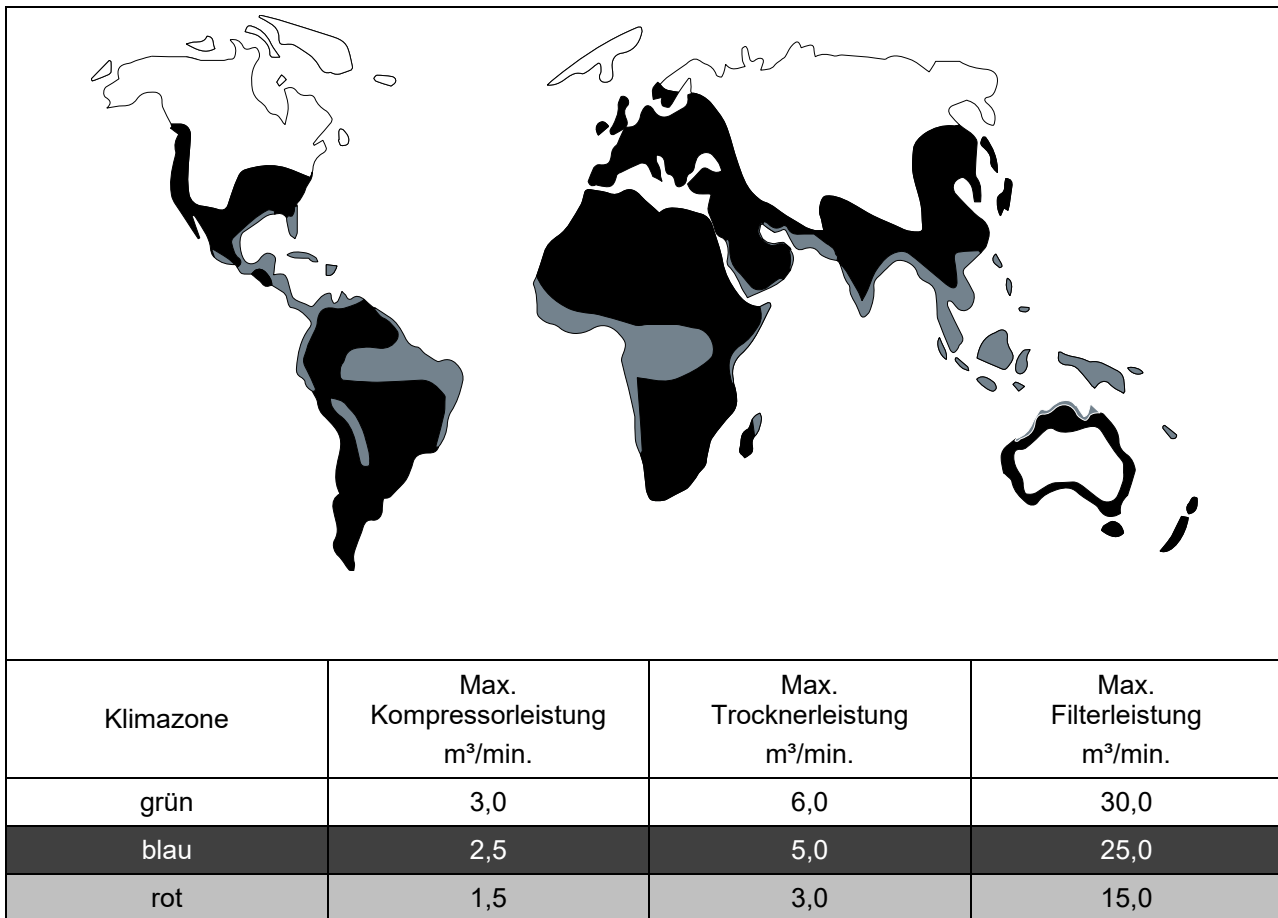 Klimazone
Max.
Kompressorleistung
m³/min.
Max.
Trocknerleistung
m³/min.
Max.
Filterleistung
m³/min.
grün 3,0 6,0 30,0
blau 2,5 5,0 25,0
rot 1,5 3,0 15,0